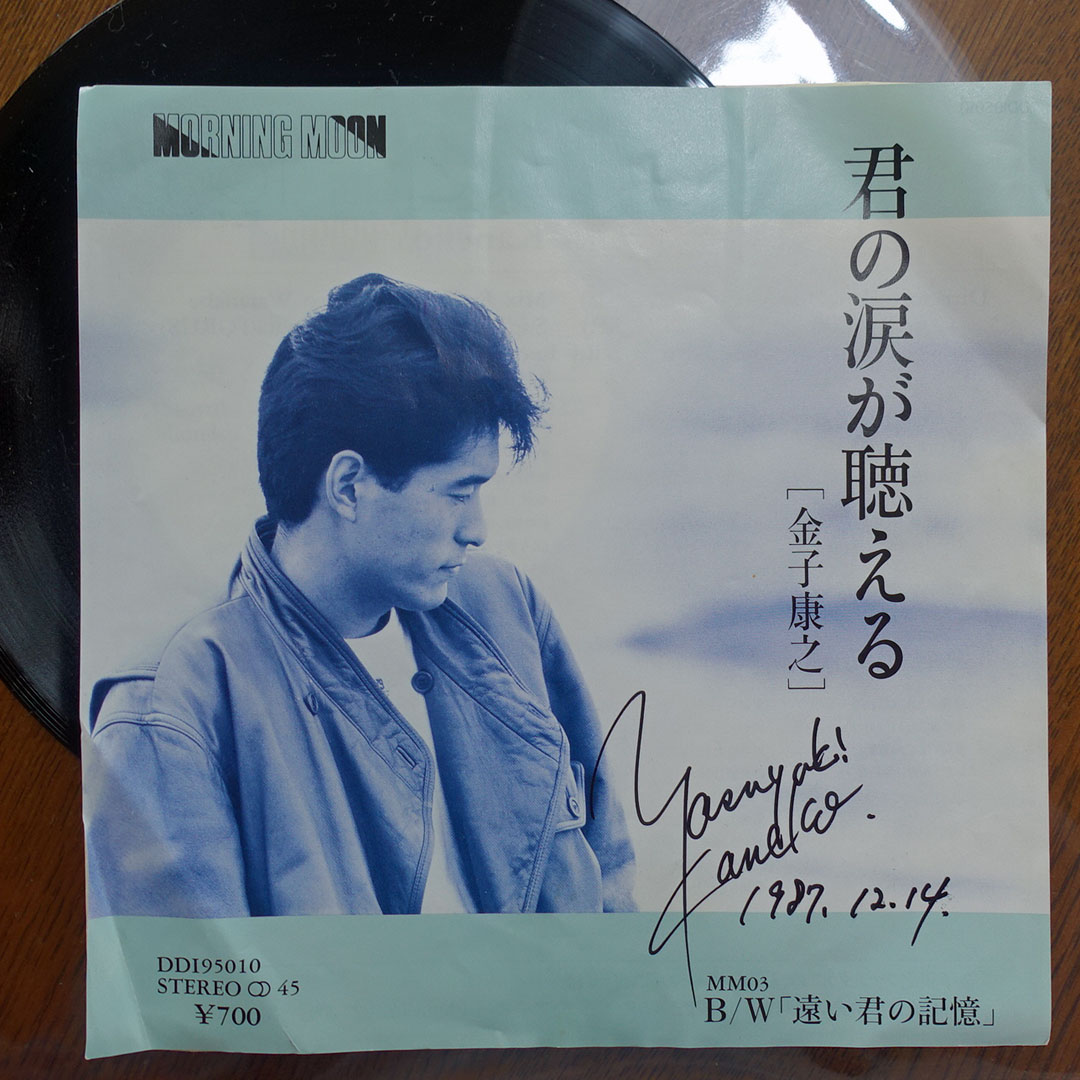 MORNING MOON
君の涙が聴える
[金子康之]
Yasuyuki
Kaneko.
1987. 12. 14.
DDI95010
STEREO 45
¥700
MM03
B/W「遠い君の記憶」